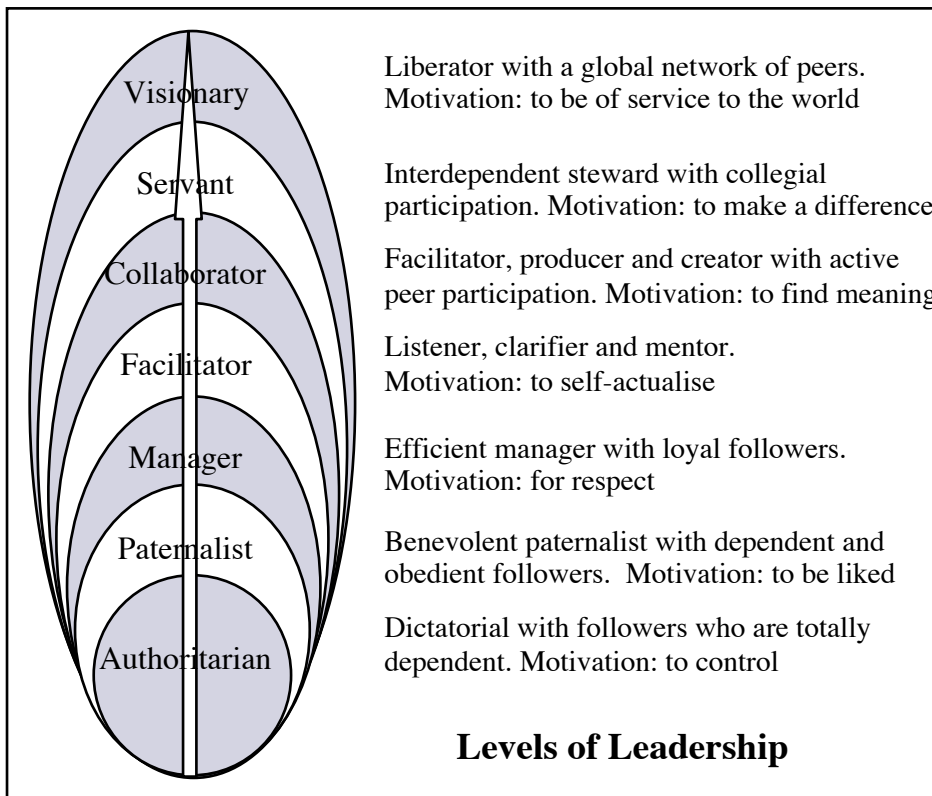 Visionary
Liberator with a global network of peers.
Motivation: to be of service to the world
Servant
Interdependent steward with collegial
participation. Motivation: to make a difference
Collaborator
Facilitator, producer and creator with active
peer participation. Motivation: to find meaning
Facilitator
Listener, clarifier and mentor.
Motivation: to self-actualise
Manager
Efficient manager with loyal followers.
Motivation: for respect
Paternalist
Benevolent paternalist with dependent and
obedient followers.  Motivation: to be liked
Authoritarian
Dictatorial with followers who are totally
dependent. Motivation: to control
Levels of Leadership